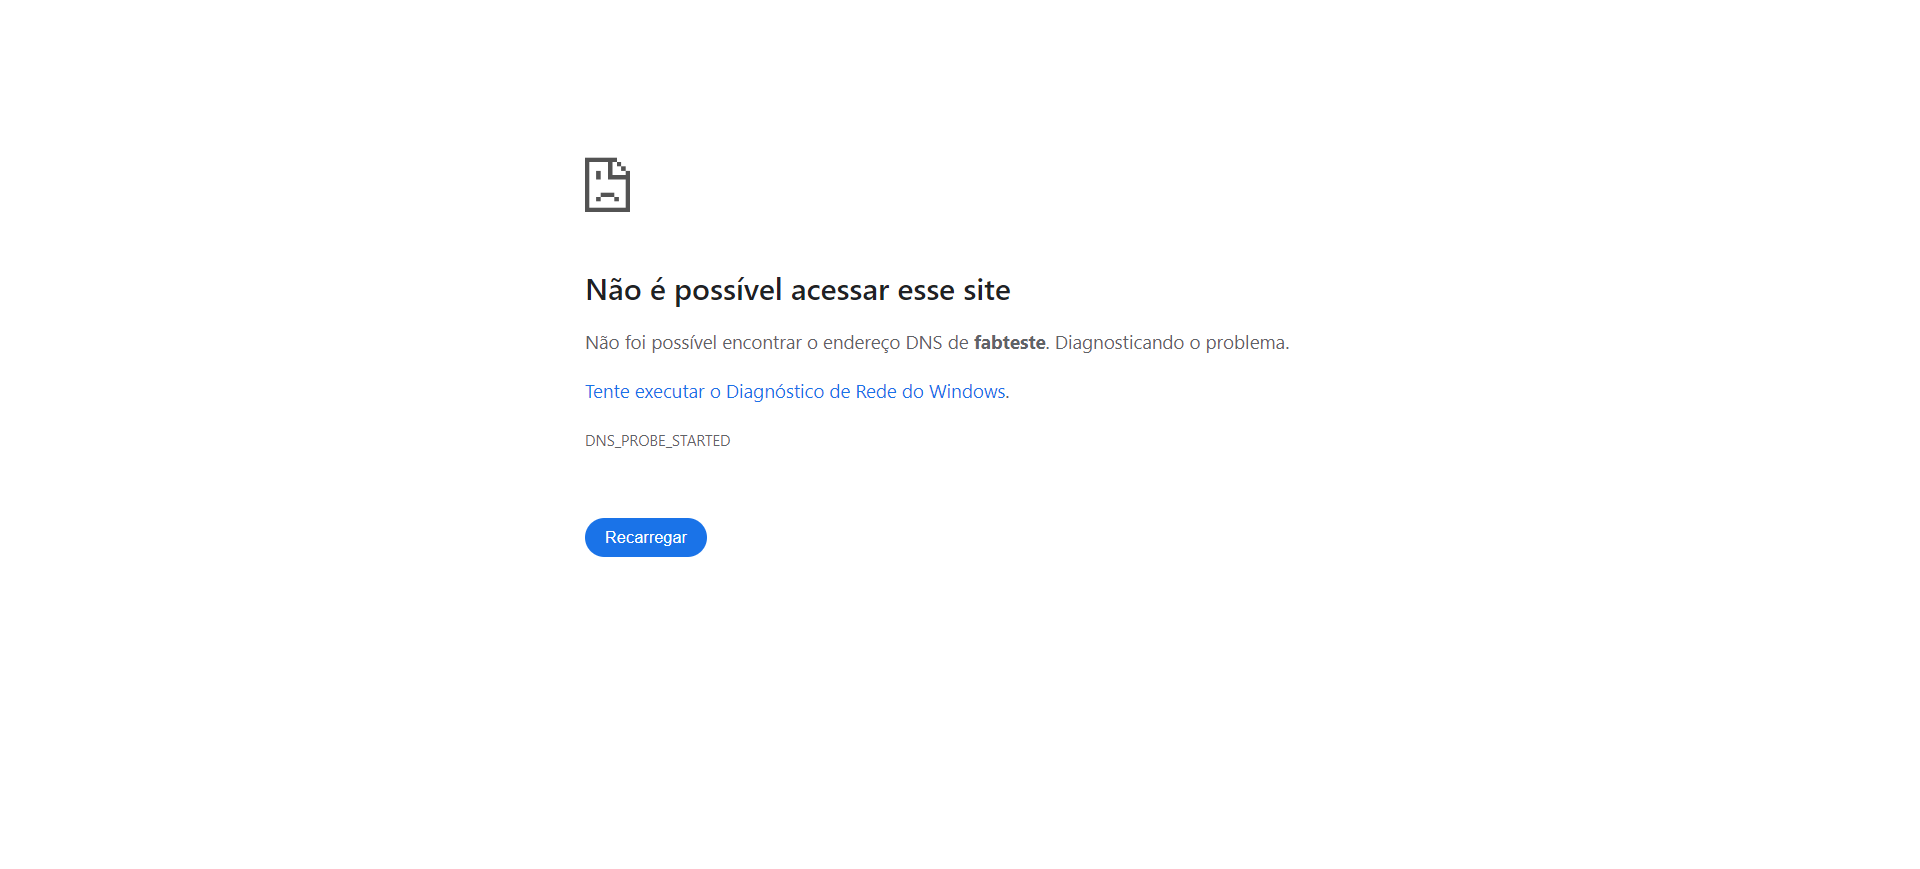 Não é possível acessar esse site
Não foi possível encontrar o endereço DNS de fabteste. Diagnosticando o problema.
Tente executar o Diagnóstico de Rede do Windows.
DNS_PROBE_STARTED
Recarregar